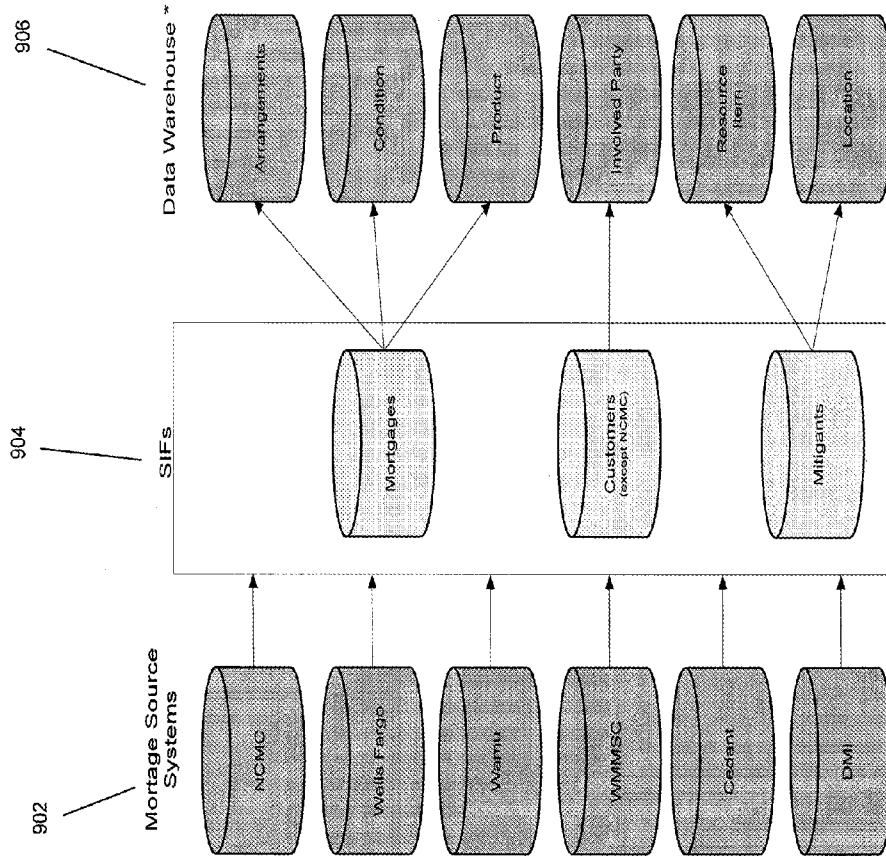 902
Mortage Source
Systems
NCMC
Wells Fargo
Wamu
WMMSC
Cedant
DMI
904
SIFs
Mortgages
Customers
(except NCMC)
Mitigants
906
Data Warehouse *
Arrangements
Condition
Product
Involved Party
Resource
Item
Location